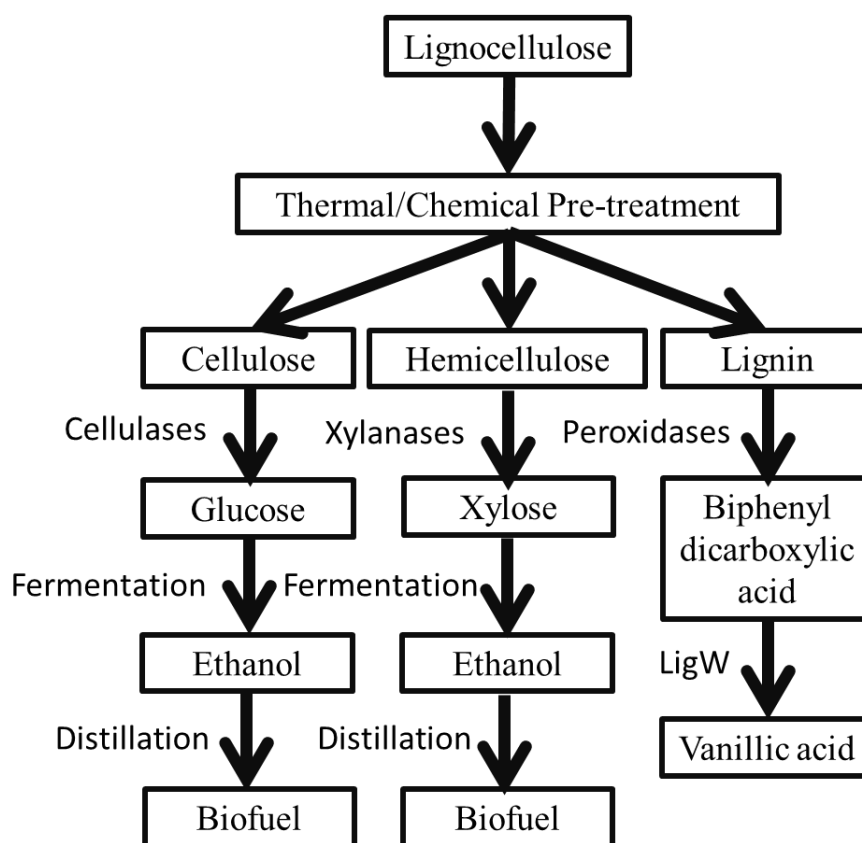 Lignocellulose
Thermal/Chemical Pre-treatment
Cellulose
Hemicellulose
Lignin
Cellulases
Xylanases
Peroxidases
Glucose
Xylose
Biphenyl
dicarboxylic
acid
Fermentation
Fermentation
Ethanol
Ethanol
LigW
Distillation
Distillation
Vanillic acid
Biofuel
Biofuel